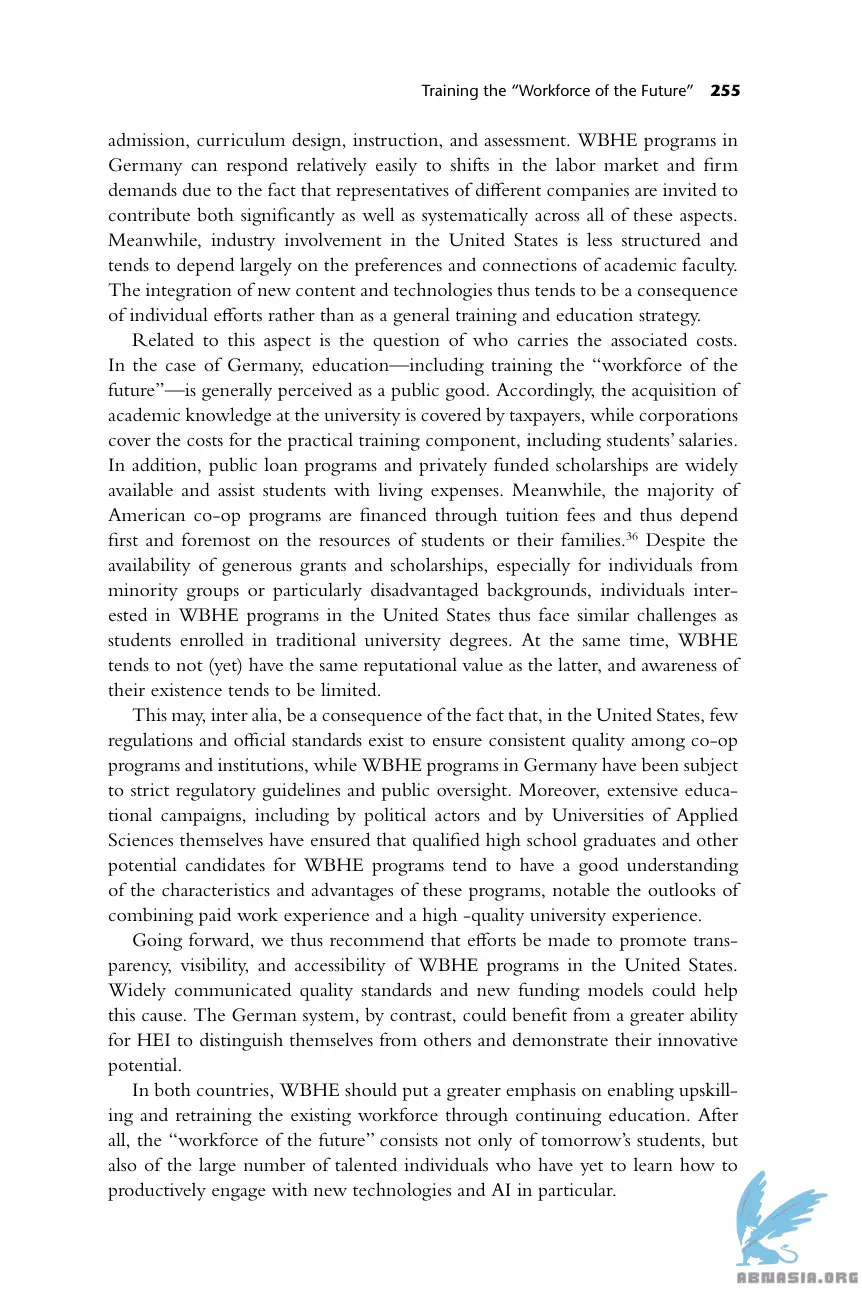 Training the “Workforce of the Future” 255
admission, curriculum design, instruction, and assessment. WBHE programs in
Germany can respond relatively easily to shifts in the labor market and firm
demands due to the fact that representatives of different companies are invited to
contribute both significantly as well as systematically across all of these aspects.
Meanwhile, industry involvement in the United States is less structured and
tends to depend largely on the preferences and connections of academic faculty.
The integration of new content and technologies thus tends to be a consequence
of individual efforts rather than as a general training and education strategy.
Related to this aspect is the question of who carries the associated costs.
In the case of Germany, education—including training the “workforce of the
future”—is generally perceived as a public good. Accordingly, the acquisition of
academic knowledge at the university is covered by taxpayers, while corporations
cover the costs for the practical training component, including students’ salaries.
In addition, public loan programs and privately funded scholarships are widely
available and assist students with living expenses. Meanwhile, the majority of
American co-op programs are financed through tuition fees and thus depend
first and foremost on the resources of students or their families.36 Despite the
availability of generous grants and scholarships, especially for individuals from
minority groups or particularly disadvantaged backgrounds, individuals inter-
ested in WBHE programs in the United States thus face similar challenges as
students enrolled in traditional university degrees. At the same time, WBHE
tends to not (yet) have the same reputational value as the latter, and awareness of
their existence tends to be limited.
This may, inter alia, be a consequence of the fact that, in the United States, few
regulations and official standards exist to ensure consistent quality among co-op
programs and institutions, while WBHE programs in Germany have been subject
to strict regulatory guidelines and public oversight. Moreover, extensive educa-
tional campaigns, including by political actors and by Universities of Applied
Sciences themselves have ensured that qualified high school graduates and other
potential candidates for WBHE programs tend to have a good understanding
of the characteristics and advantages of these programs, notable the outlooks of
combining paid work experience and a high -quality university experience.
Going forward, we thus recommend that efforts be made to promote trans-
parency, visibility, and accessibility of WBHE programs in the United States.
Widely communicated quality standards and new funding models could help
this cause. The German system, by contrast, could benefit from a greater ability
for HEI to distinguish themselves from others and demonstrate their innovative
potential.
In both countries, WBHE should put a greater emphasis on enabling upskill-
ing and retraining the existing workforce through continuing education. After
all, the “workforce of the future” consists not only of tomorrow’s students, but
also of the large number of talented individuals who have yet to learn how to
productively engage with new technologies and AI in particular.
ABNASIA.ORG